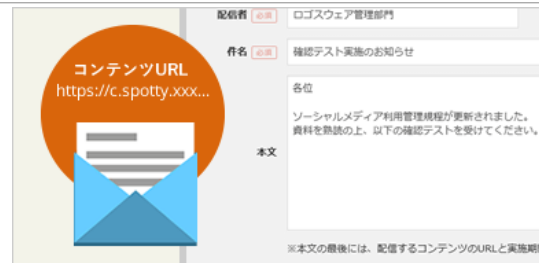 配信者 必須 ロゴスウェア管理部門
件名 必須 確認テスト実施のお知らせ
コンテンツURL
https://c.spotty.xxx...
各位
ソーシャルメディア利用管理規程が更新されました。
資料を熟読の上、以下の確認テストを受けてください。
本文
※本文の最後には、配信するコンテンツのURLと実施期